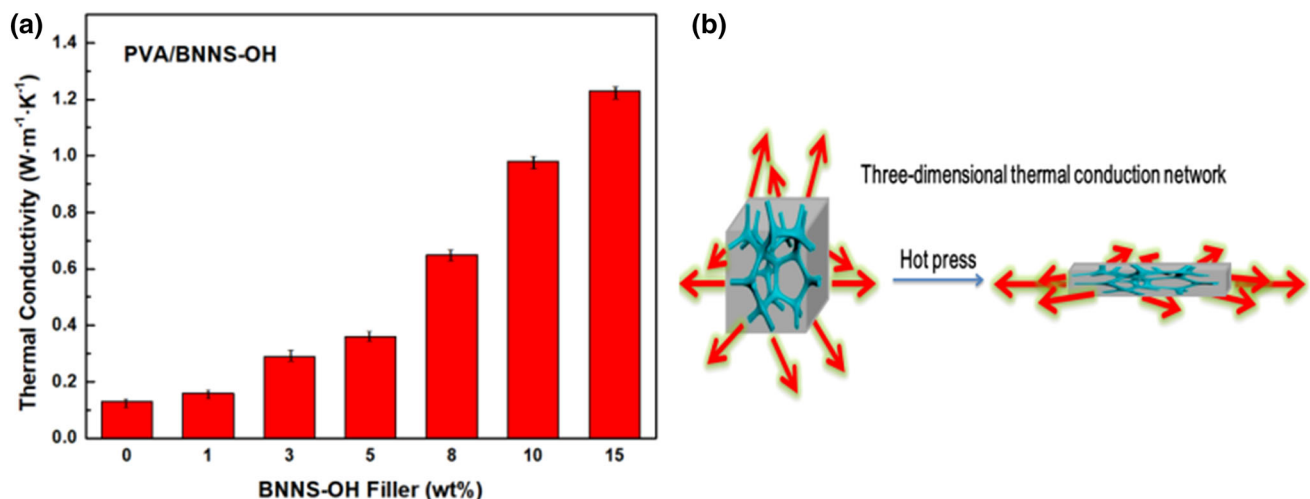 (a)
PVA/BNNS-OH
Thermal Conductivity (W·m⁻¹·K⁻¹)
1.4
1.2
1.0
0.8
0.6
0.4
0.2
0.0
0 1 3 5 8 10 15
BNNS-OH Filler (wt%)
(b)
Three-dimensional thermal conduction network
Hot press